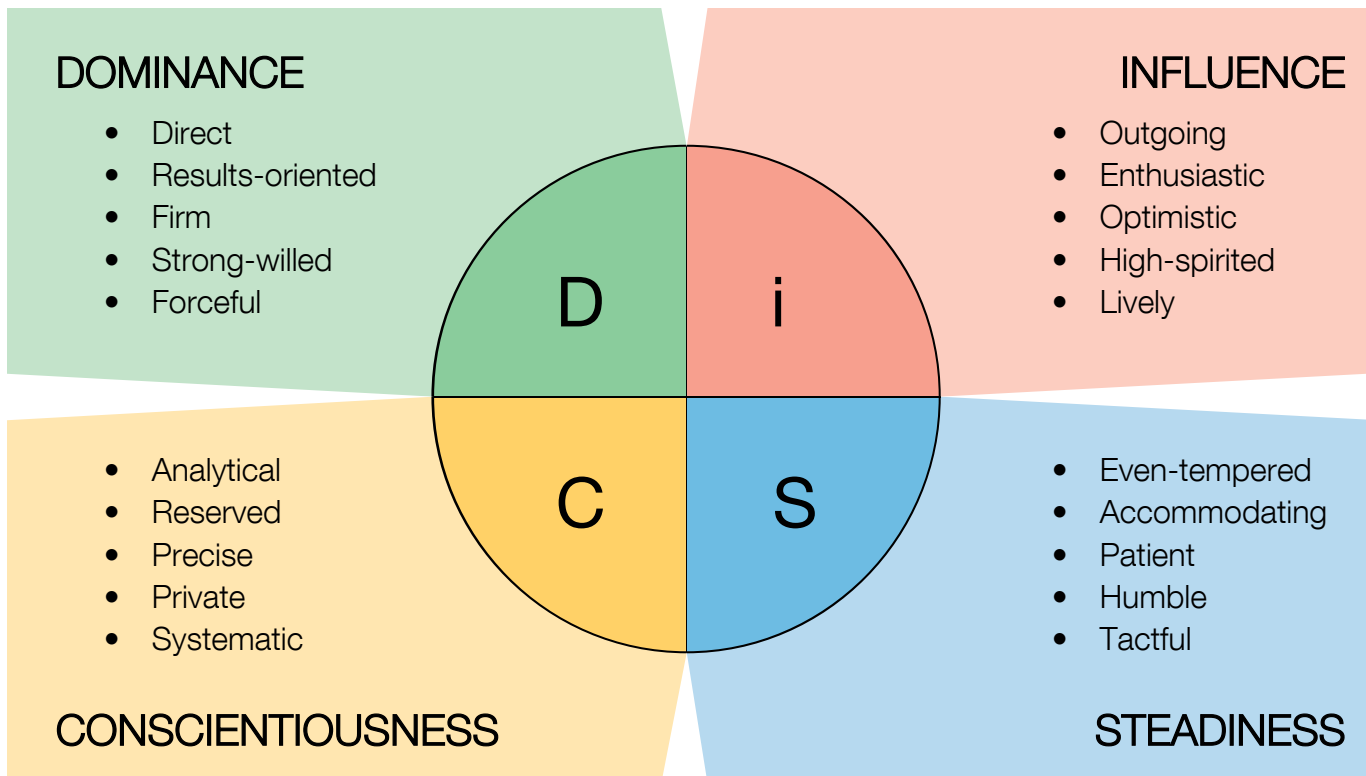 DOMINANCE
• Direct
• Results-oriented
• Firm
• Strong-willed
• Forceful
INFLUENCE
• Outgoing
• Enthusiastic
• Optimistic
• High-spirited
• Lively
D
i
C
S
• Analytical
• Reserved
• Precise
• Private
• Systematic
CONSCIENTIOUSNESS
• Even-tempered
• Accommodating
• Patient
• Humble
• Tactful
STEADINESS